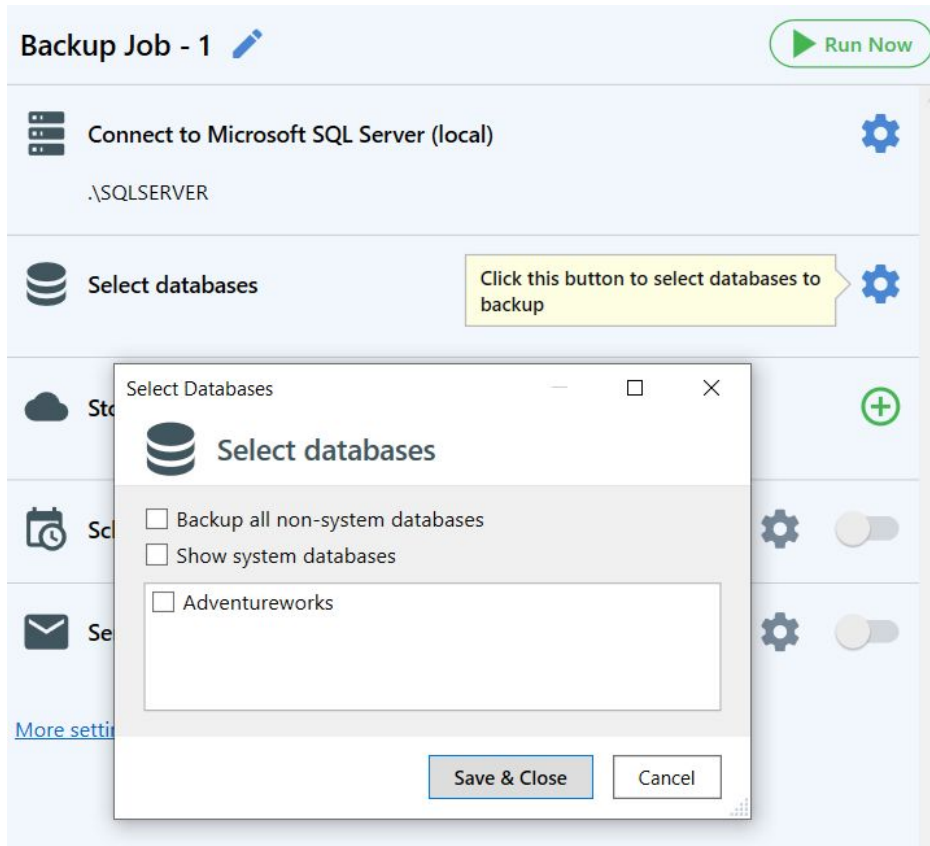 Backup Job - 1
Run Now
Connect to Microsoft SQL Server (local)
.\SQLSERVER
Select databases
Click this button to select databases to
backup
Select Databases
Select databases
Backup all non-system databases
Show system databases
Adventureworks
Save & Close
Cancel